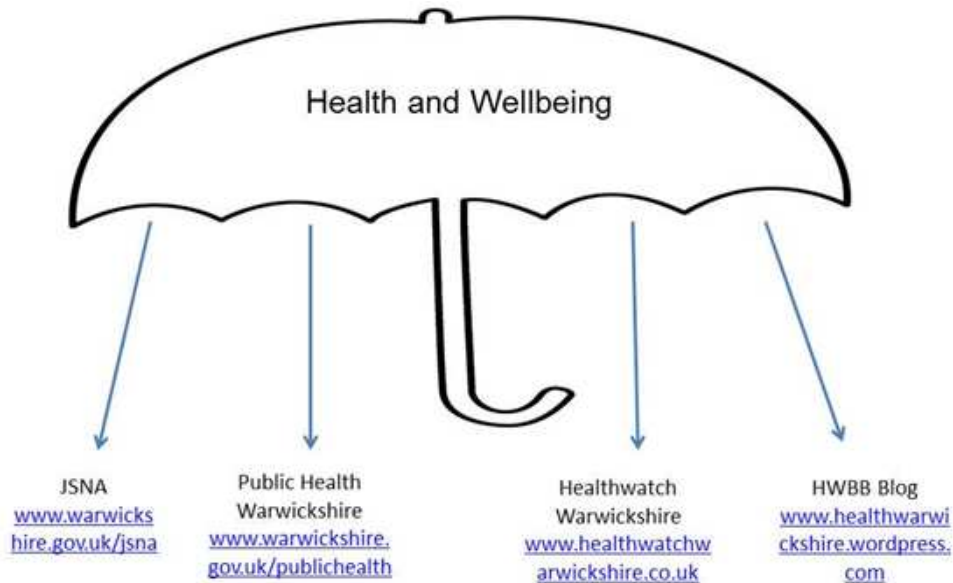 Health and Wellbeing
JSNA
www.warwicks
hire.gov.uk/jsna
Public Health
Warwickshire
www.warwickshire.
gov.uk/publichealth
Healthwatch
Warwickshire
www.healthwatchw
arwickshire.co.uk
HWBB Blog
www.healthwarwi
ckshire.wordpress.
com